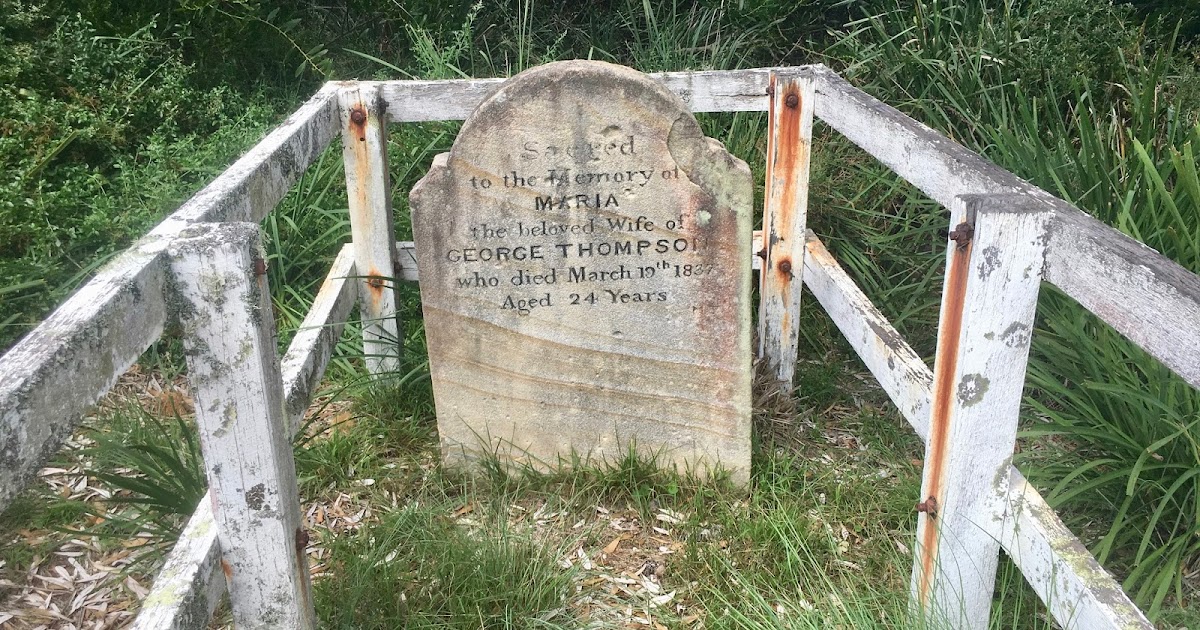 Sacred
to the Memory of
MARIA
the beloved Wife of
GEORGE THOMPSON
who died March 19th 1837
Aged 24 Years